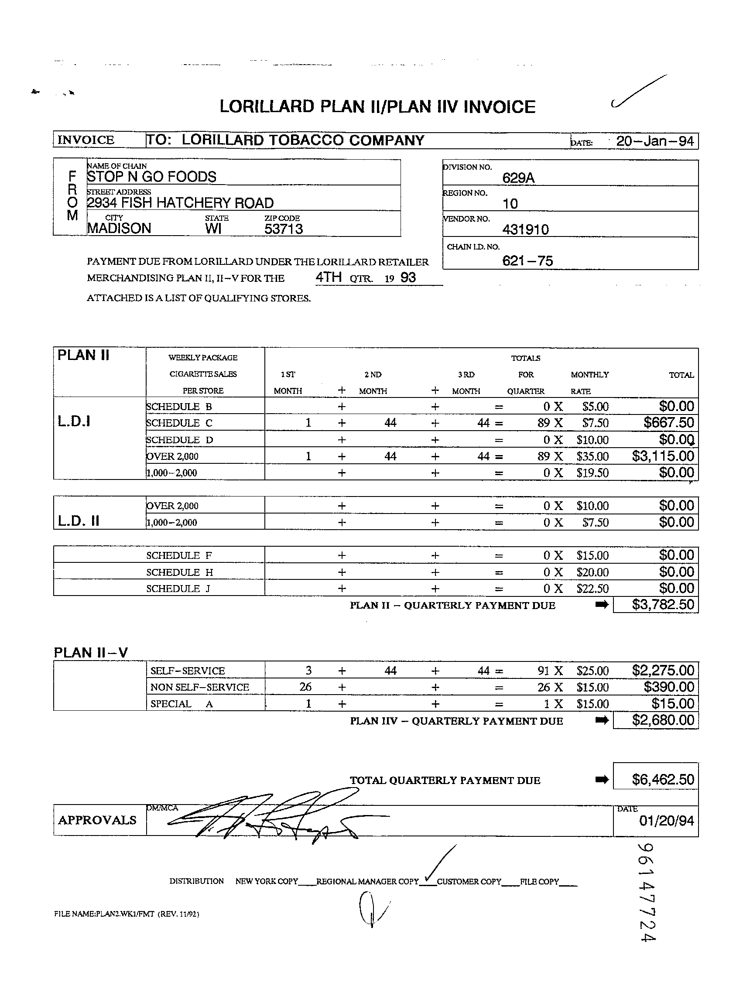 LORILLARD PLAN II/PLAN IIV INVOICE
INVOICE TO: LORILLARD TOBACCO COMPANY DATE: 20-Jan-94
FROM
NAME OF CHAIN
STOP N GO FOODS
STREET ADDRESS
2934 FISH HATCHERY ROAD
CITY STATE ZIP CODE
MADISON WI 53713
DIVISION NO.
629A
REGION NO.
10
VENDOR NO.
431910
CHAIN I.D. NO.
621-75
PAYMENT DUE FROM LORILLARD UNDER THE LORILLARD RETAILER
MERCHANDISING PLAN II, II-V FOR THE 4TH QTR. 19 93
ATTACHED IS A LIST OF QUALIFYING STORES.
PLAN II WEEKLY PACKAGE TOTALS
CIGARETTE SALES 1 ST 2 ND 3 RD FOR MONTHLY TOTAL
PER STORE MONTH + MONTH + MONTH QUARTER RATE
SCHEDULE B + + = 0 X $5.00 $0.00
L.D.I SCHEDULE C 1 + 44 + 44 = 89 X $7.50 $667.50
SCHEDULE D + + = 0 X $10.00 $0.00
OVER 2,000 1 + 44 + 44 = 89 X $35.00 $3,115.00
1,000-2,000 + + = 0 X $19.50 $0.00
OVER 2,000 + + = 0 X $10.00 $0.00
L.D. II 1,000-2,000 + + = 0 X $7.50 $0.00
SCHEDULE F + + = 0 X $15.00 $0.00
SCHEDULE H + + = 0 X $20.00 $0.00
SCHEDULE J + + = 0 X $22.50 $0.00
PLAN II - QUARTERLY PAYMENT DUE ➡ $3,782.50
PLAN II-V
SELF-SERVICE 3 + 44 + 44 = 91 X $25.00 $2,275.00
NON SELF-SERVICE 26 + + = 26 X $15.00 $390.00
SPECIAL A 1 + + = 1 X $15.00 $15.00
PLAN IIV - QUARTERLY PAYMENT DUE ➡ $2,680.00
TOTAL QUARTERLY PAYMENT DUE ➡ $6,462.50
APPROVALS DM/MCA DATE
01/20/94
DISTRIBUTION NEW YORK COPY____REGIONAL MANAGER COPY____CUSTOMER COPY____FILE COPY____
FILE NAME:PLAN2.WK1/FMT (REV. 11/92)
96147724